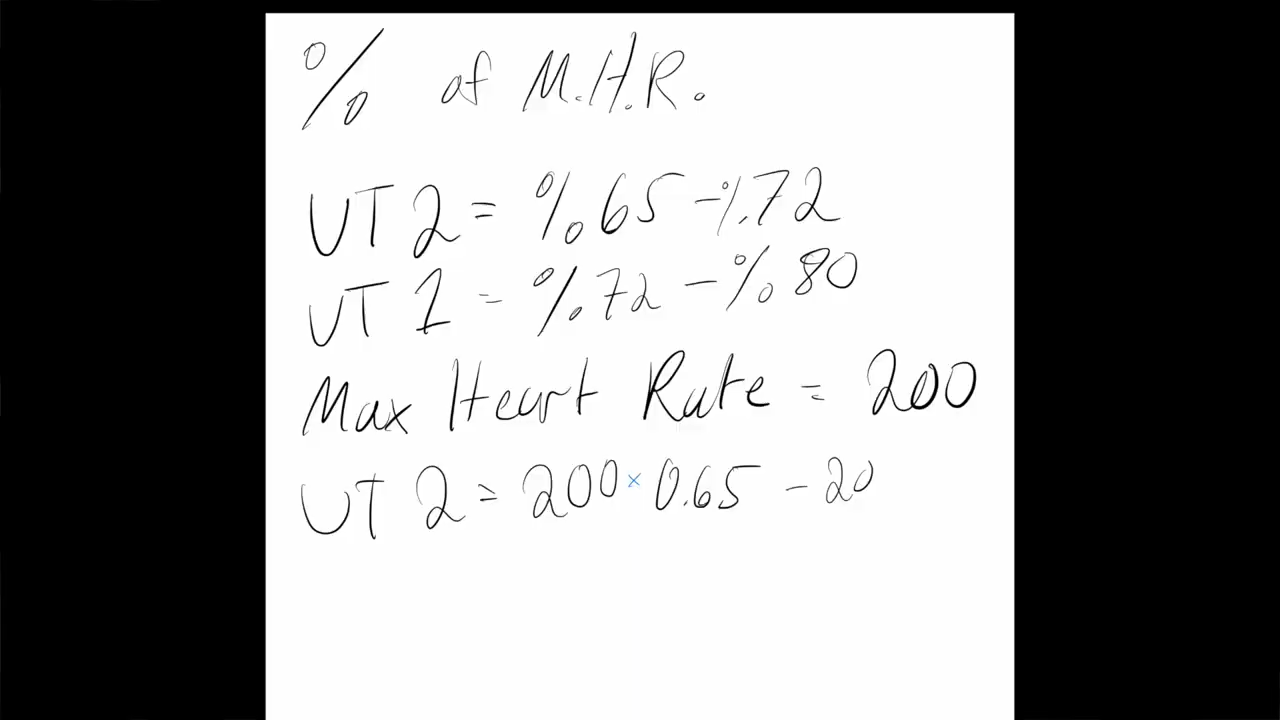 % of M.H.R.
UT 2 = %65 - %72
UT 1 = %72 - %80
Max Heart Rate = 200
UT 2 = 200 × 0.65 - 20